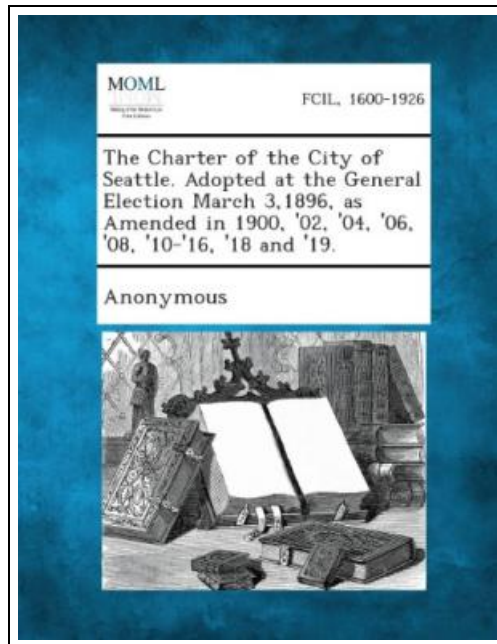 MOML
FCIL, 1600-1926
The Charter of the City of
Seattle. Adopted at the General
Election March 3,1896, as
Amended in 1900, '02, '04, '06,
'08, '10-'16, '18 and '19.
Anonymous